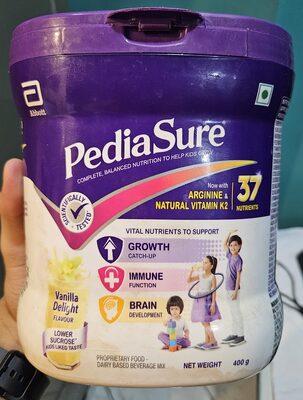 Abbott
PediaSure
COMPLETE, BALANCED NUTRITION TO HELP KIDS GROW
Now with
ARGININE &
NATURAL VITAMIN K2
37
NUTRIENTS
SCIENTIFICALLY
TESTED
VITAL NUTRIENTS TO SUPPORT
GROWTH
CATCH-UP
IMMUNE
FUNCTION
BRAIN
DEVELOPMENT
Vanilla
Delight
FLAVOUR
LOWER
SUCROSE
KIDS LIKED TASTE
PROPRIETARY FOOD -
DAIRY BASED BEVERAGE MIX
NET WEIGHT 400 g